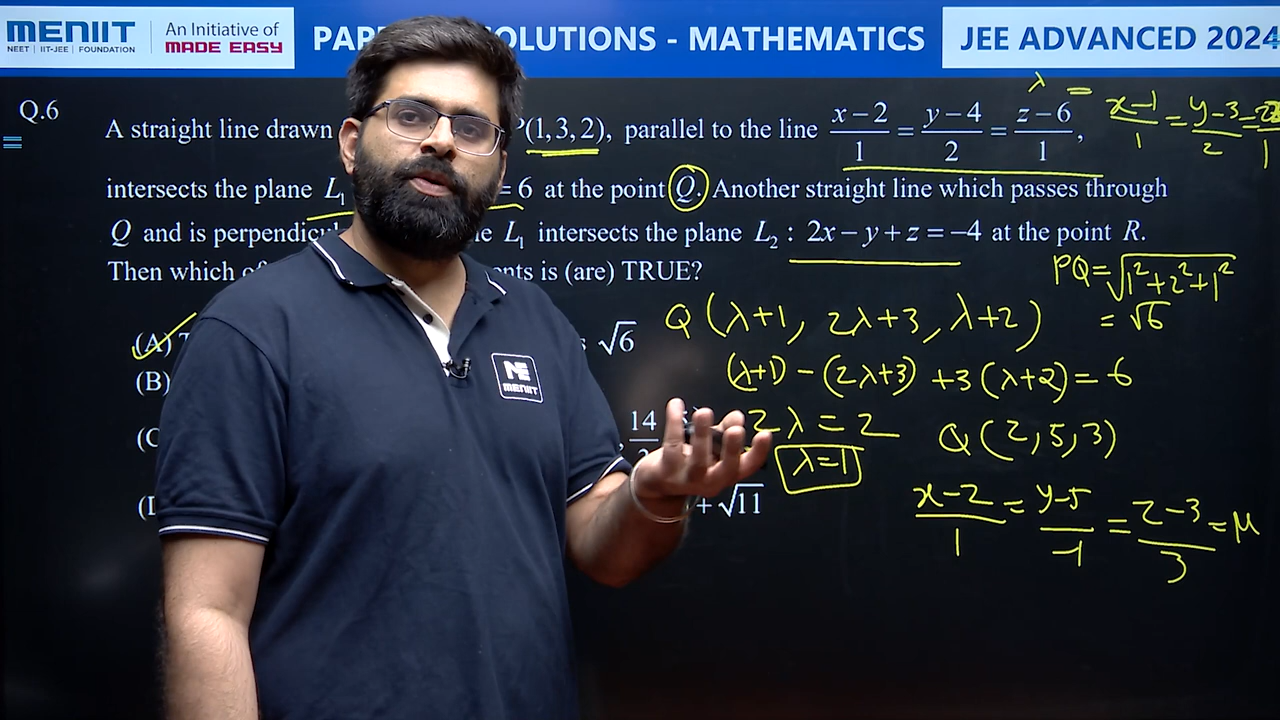 MENIIT
NEET | IIT-JEE | FOUNDATION
An Initiative of
MADE EASY
SOLUTIONS - MATHEMATICS
JEE ADVANCED 2024
Q.6
A straight line drawn P(1,3,2), parallel to the line x−2/1 = y−4/2 = z−6/1,
λ =
x−1/1 = y−3/2 =
intersects the plane L₁ = 6 at the point Q. Another straight line which passes through
Q and is L₁ intersects the plane L₂ : 2x − y + z = −4 at the point R.
Then which is (are) TRUE?
PQ = √1²+2²+1²
= √6
(A) √6
Q (λ+1, 2λ+3, λ+2)
(B)
(λ+1) − (2λ+3) + 3(λ+2) = 6
14
2λ = 2
Q(2,5,3)
λ=1
+ √11
x−2/1 = y−5/−1 = z−3/3 = μ
NE
MENIIT